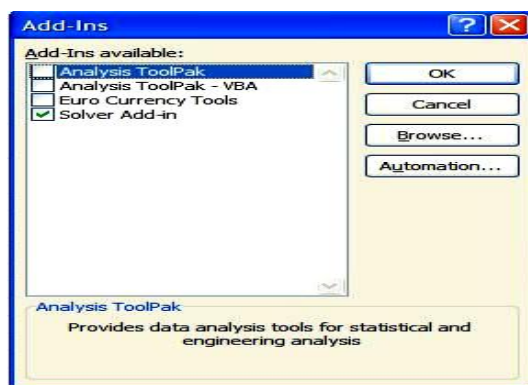 Add-Ins
Add-Ins available:
Analysis ToolPak
Analysis ToolPak - VBA
Euro Currency Tools
Solver Add-in
OK
Cancel
Browse...
Automation...
Analysis ToolPak
Provides data analysis tools for statistical and
engineering analysis